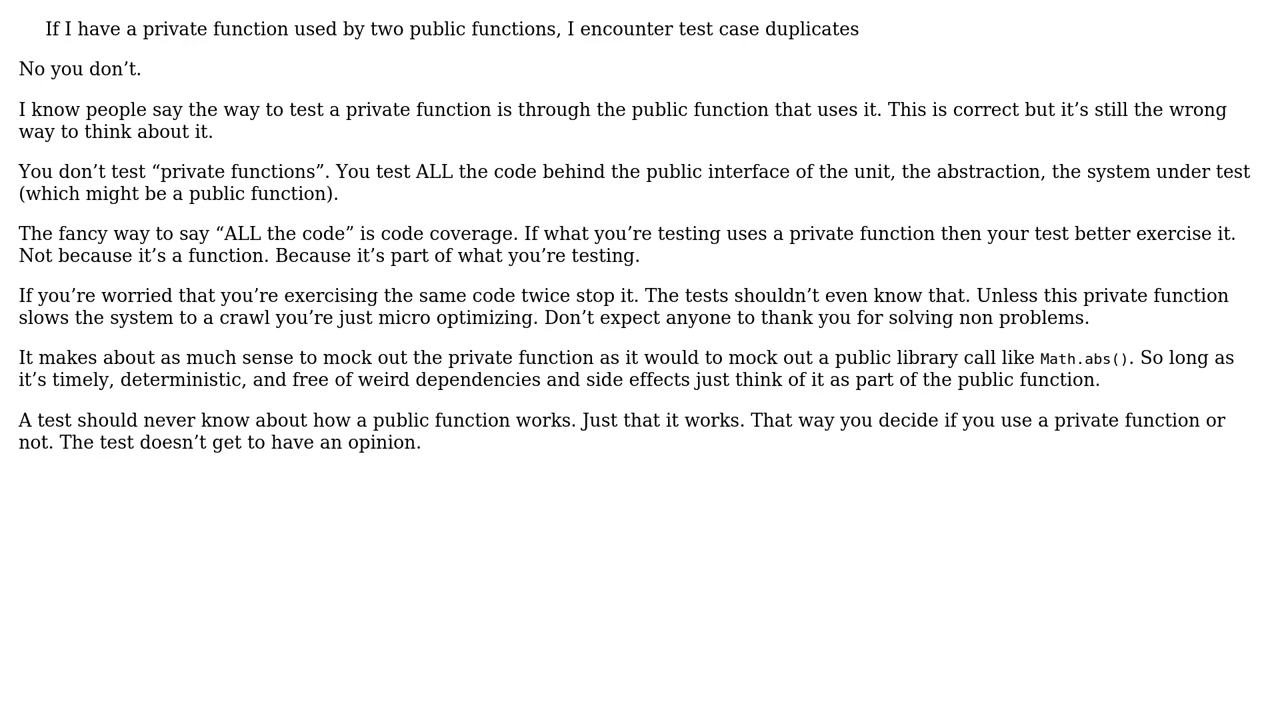 If I have a private function used by two public functions, I encounter test case duplicates
No you don’t.
I know people say the way to test a private function is through the public function that uses it. This is correct but it’s still the wrong
way to think about it.
You don’t test “private functions”. You test ALL the code behind the public interface of the unit, the abstraction, the system under test
(which might be a public function).
The fancy way to say “ALL the code” is code coverage. If what you’re testing uses a private function then your test better exercise it.
Not because it’s a function. Because it’s part of what you’re testing.
If you’re worried that you’re exercising the same code twice stop it. The tests shouldn’t even know that. Unless this private function
slows the system to a crawl you’re just micro optimizing. Don’t expect anyone to thank you for solving non problems.
It makes about as much sense to mock out the private function as it would to mock out a public library call like Math.abs(). So long as
it’s timely, deterministic, and free of weird dependencies and side effects just think of it as part of the public function.
A test should never know about how a public function works. Just that it works. That way you decide if you use a private function or
not. The test doesn’t get to have an opinion.